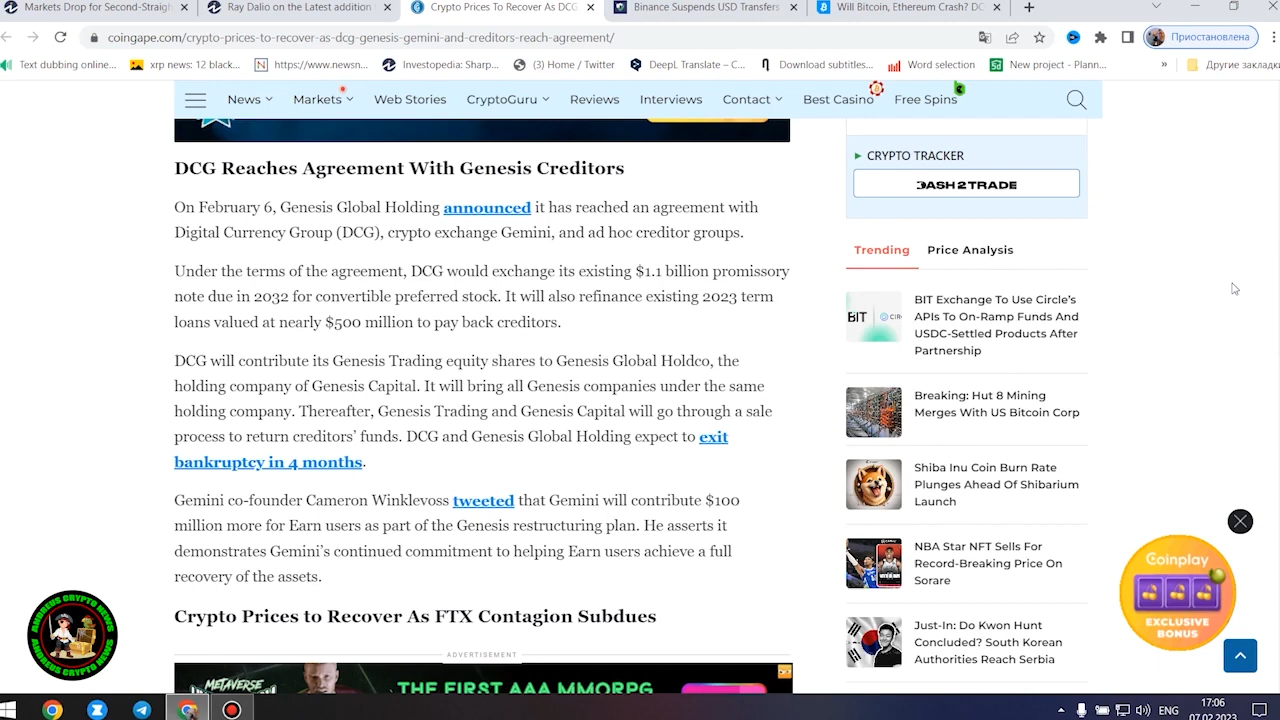 Markets Drop for Second-Straigh
Ray Dalio on the Latest addition
Crypto Prices To Recover As DCG
Binance Suspends USD Transfers
Will Bitcoin, Ethereum Crash? DC
coingape.com/crypto-prices-to-recover-as-dcg-genesis-gemini-and-creditors-reach-agreement/
Приостановлена
Text dubbing online...
xrp news: 12 black...
https://www.newsn...
Investopedia: Sharp...
(3) Home / Twitter
DeepL Translate – C...
Download subtitles...
Word selection
New project - Plann...
»
Другие закладки
News
Markets
Web Stories
CryptoGuru
Reviews
Interviews
Contact
Best Casino
Free Spins
DCG Reaches Agreement With Genesis Creditors
On February 6, Genesis Global Holding announced it has reached an agreement with
Digital Currency Group (DCG), crypto exchange Gemini, and ad hoc creditor groups.
Under the terms of the agreement, DCG would exchange its existing $1.1 billion promissory
note due in 2032 for convertible preferred stock. It will also refinance existing 2023 term
loans valued at nearly $500 million to pay back creditors.
DCG will contribute its Genesis Trading equity shares to Genesis Global Holdco, the
holding company of Genesis Capital. It will bring all Genesis companies under the same
holding company. Thereafter, Genesis Trading and Genesis Capital will go through a sale
process to return creditors' funds. DCG and Genesis Global Holding expect to exit
bankruptcy in 4 months.
Gemini co-founder Cameron Winklevoss tweeted that Gemini will contribute $100
million more for Earn users as part of the Genesis restructuring plan. He asserts it
demonstrates Gemini's continued commitment to helping Earn users achieve a full
recovery of the assets.
Crypto Prices to Recover As FTX Contagion Subdues
ADVERTISEMENT
METAVERSE
THE FIRST AAA MMORPG
CRYPTO TRACKER
DASH 2 TRADE
Trending
Price Analysis
BIT
CIR
BIT Exchange To Use Circle's
APIs To On-Ramp Funds And
USDC-Settled Products After
Partnership
Breaking: Hut 8 Mining
Merges With US Bitcoin Corp
Shiba Inu Coin Burn Rate
Plunges Ahead Of Shibarium
Launch
NBA Star NFT Sells For
Record-Breaking Price On
Sorare
Just-In: Do Kwon Hunt
Concluded? South Korean
Authorities Reach Serbia
Coinplay
EXCLUSIVE
BONUS
ANDREUS CRYPTO NEWS
ANDREUS CRYPTO NEWS
ENG
17:06
07.02.2023